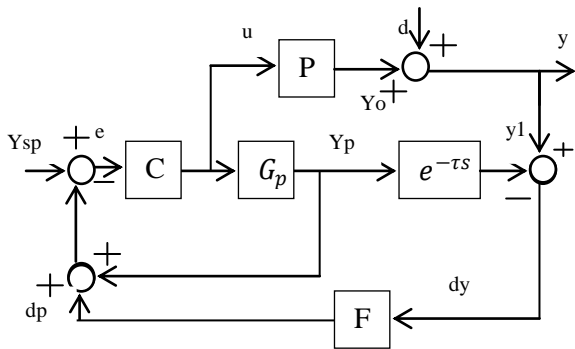 d
u
+
P
y
Yo
+
+
e
Ysp
Yp
y1
C
G_p
e^{-τs}
+
−
−
+
+
dp
dy
F